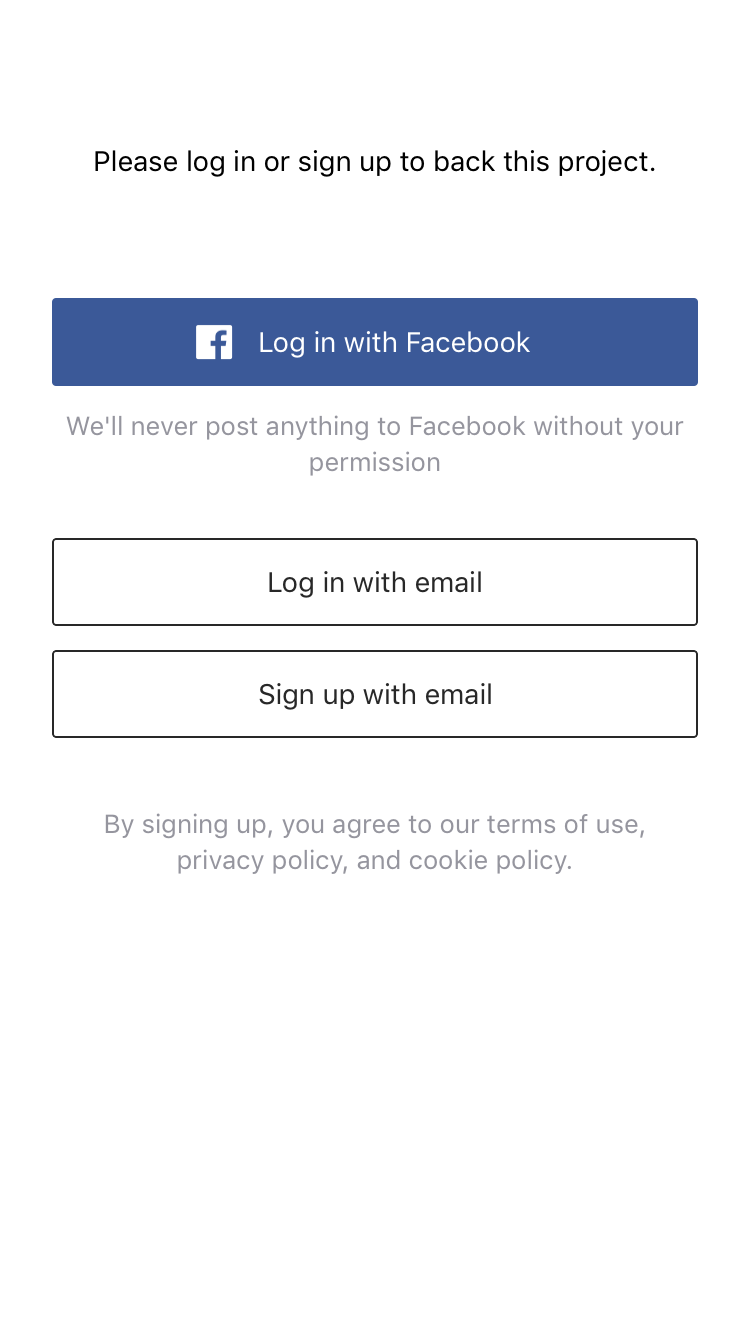 Please log in or sign up to back this project.
Log in with Facebook
We'll never post anything to Facebook without your
permission
Log in with email
Sign up with email
By signing up, you agree to our terms of use,
privacy policy, and cookie policy.